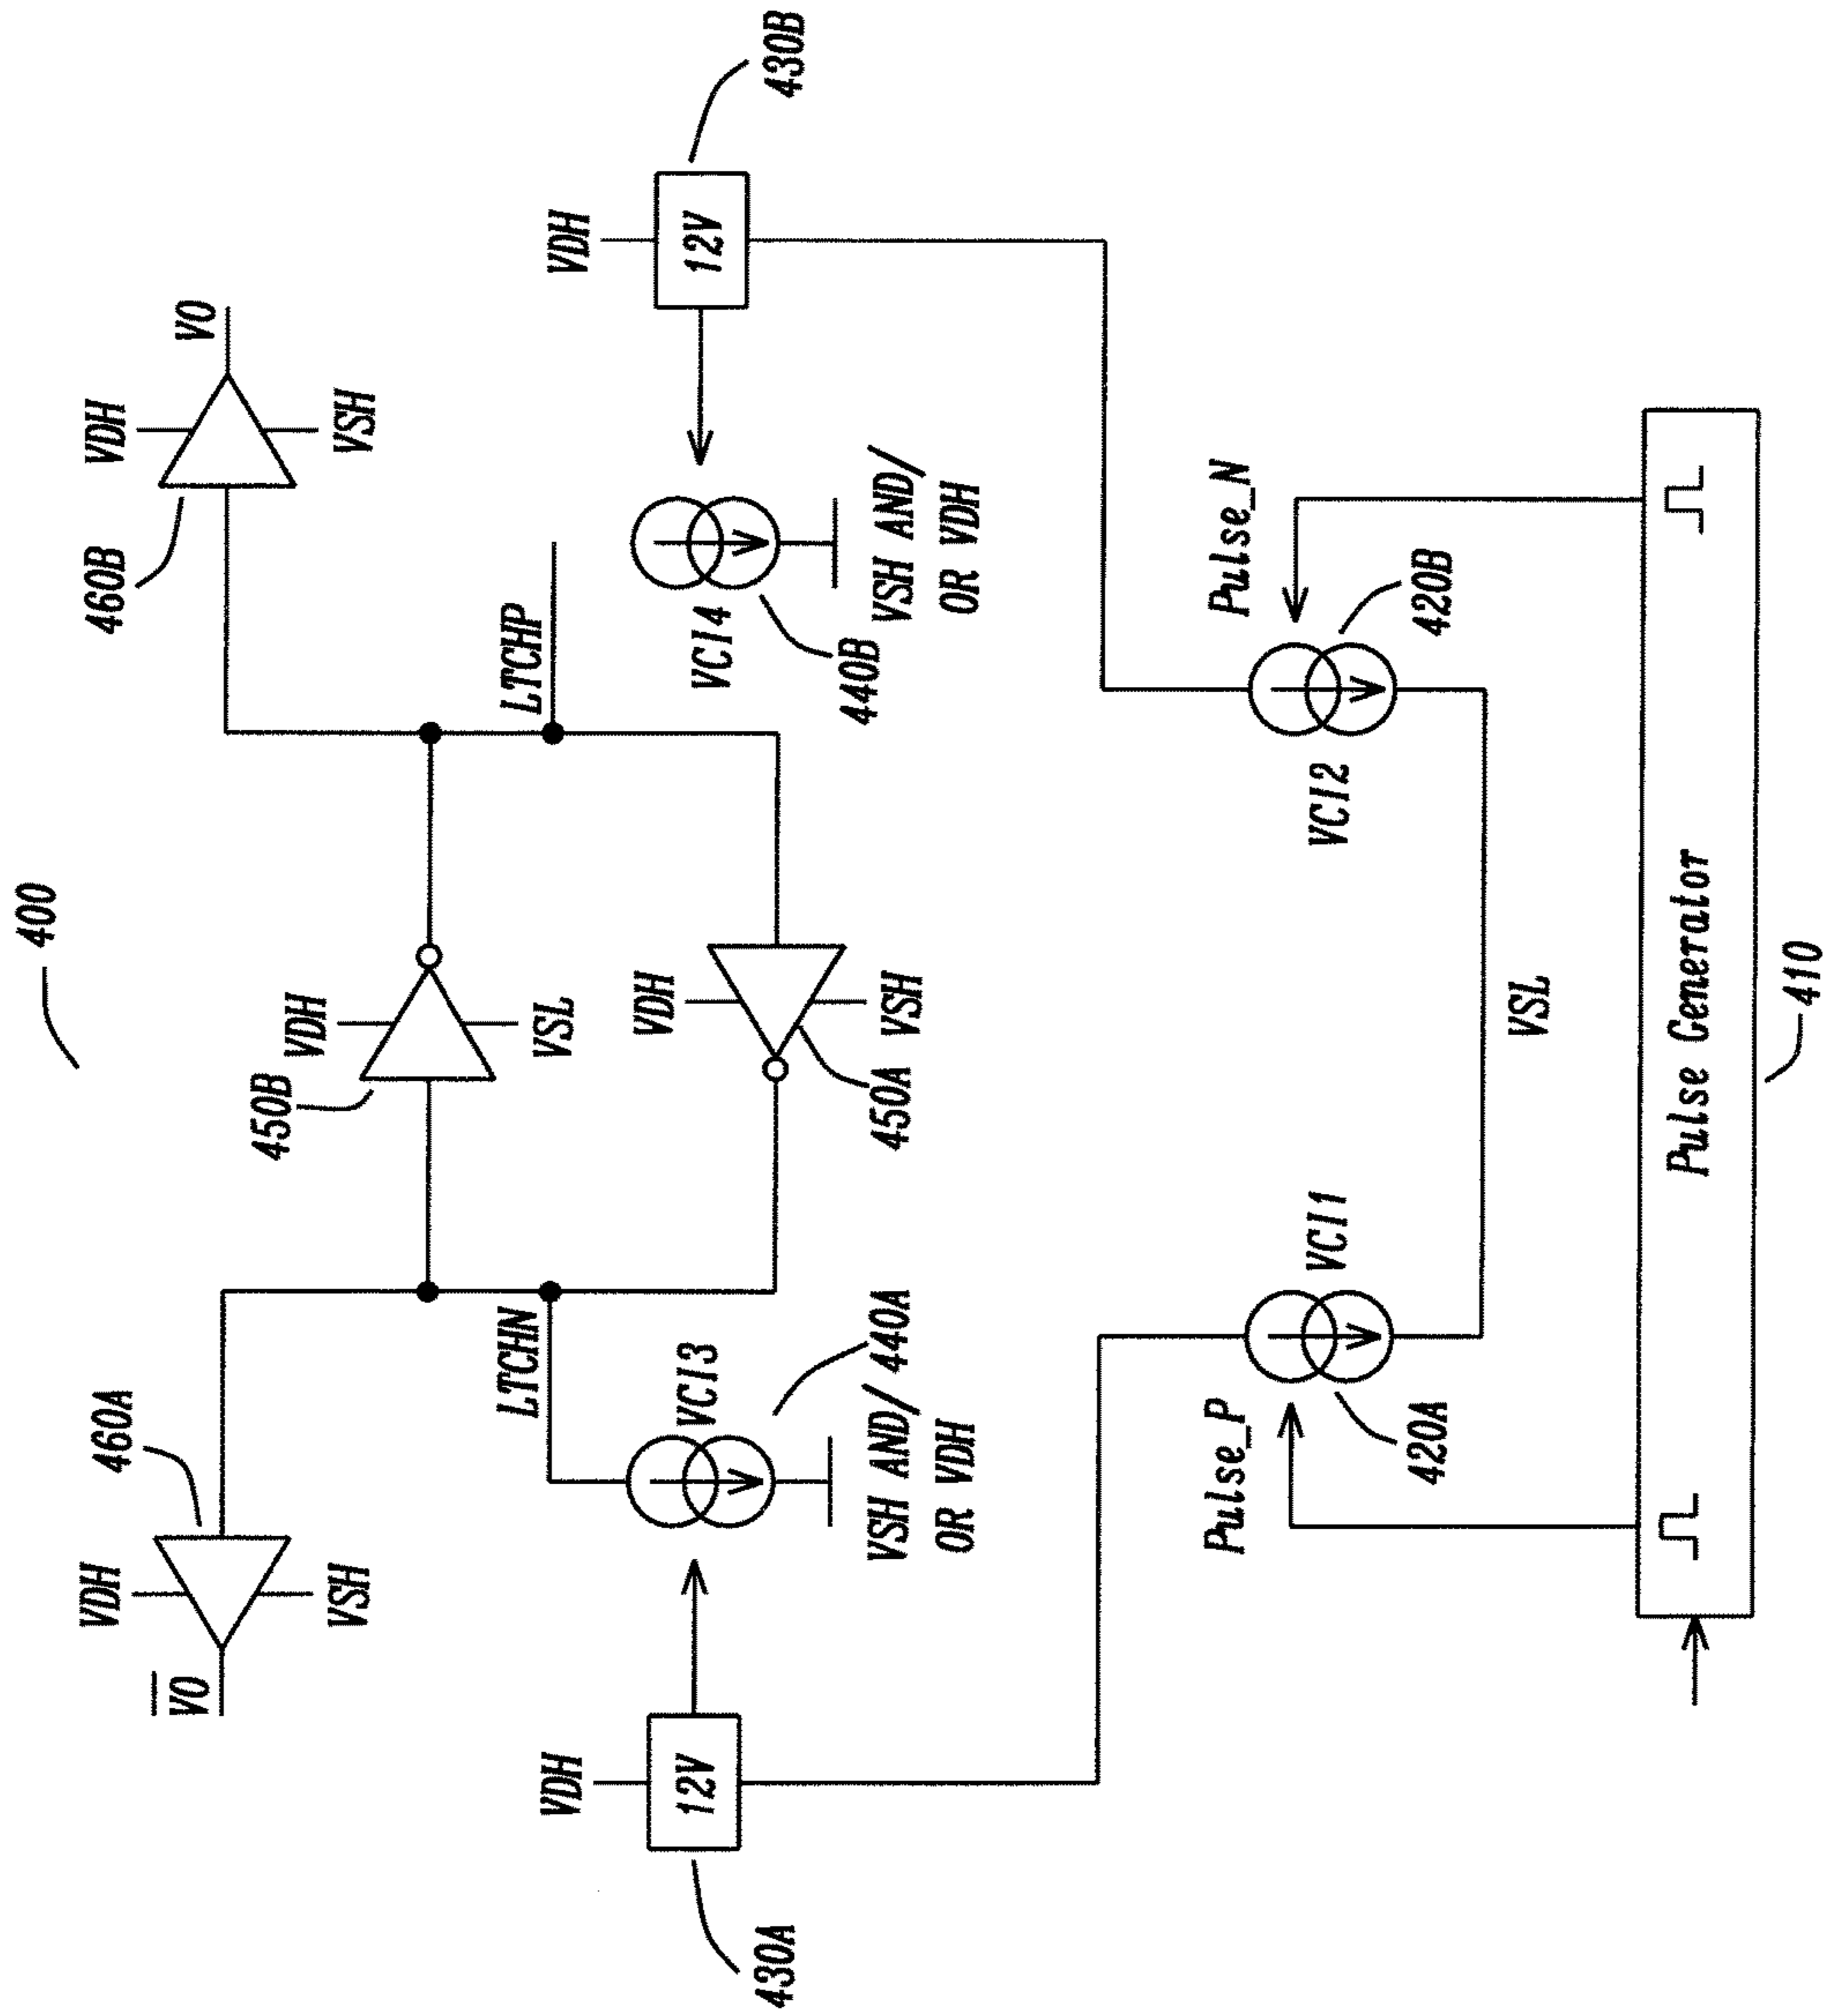 400
VDH
460A
VO
VSH
VDH
460B
VO
VSH
VDH
450B
VSL
LTCHN
LTCHP
VDH
450A
VSH
VDH
12V
430A
VCI3
440A
VSH AND/
OR VDH
VCI4
440B
VSH AND/
OR VDH
VDH
12V
430B
Pulse_P
420A
VCI1
VSL
VCI2
Pulse_N
420B
Pulse Generator
410